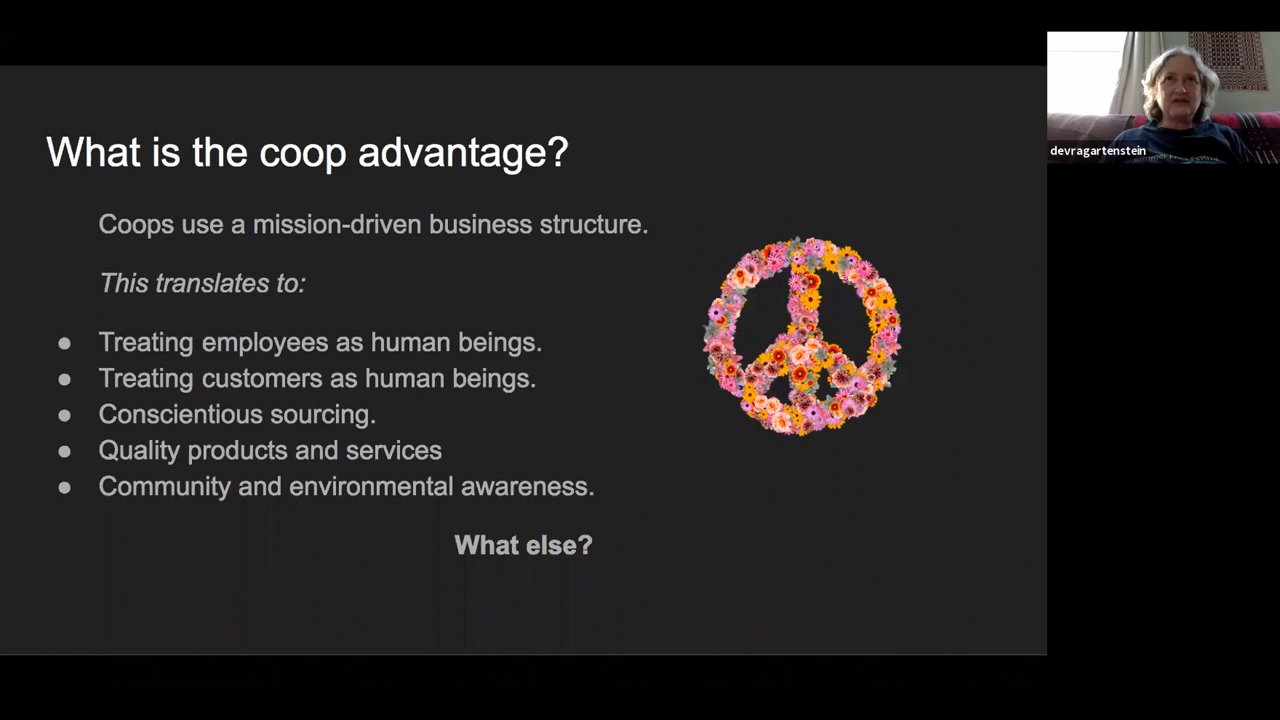 What is the coop advantage?
Coops use a mission-driven business structure.
This translates to:
● Treating employees as human beings.
● Treating customers as human beings.
● Conscientious sourcing.
● Quality products and services
● Community and environmental awareness.
What else?
devragartenstein